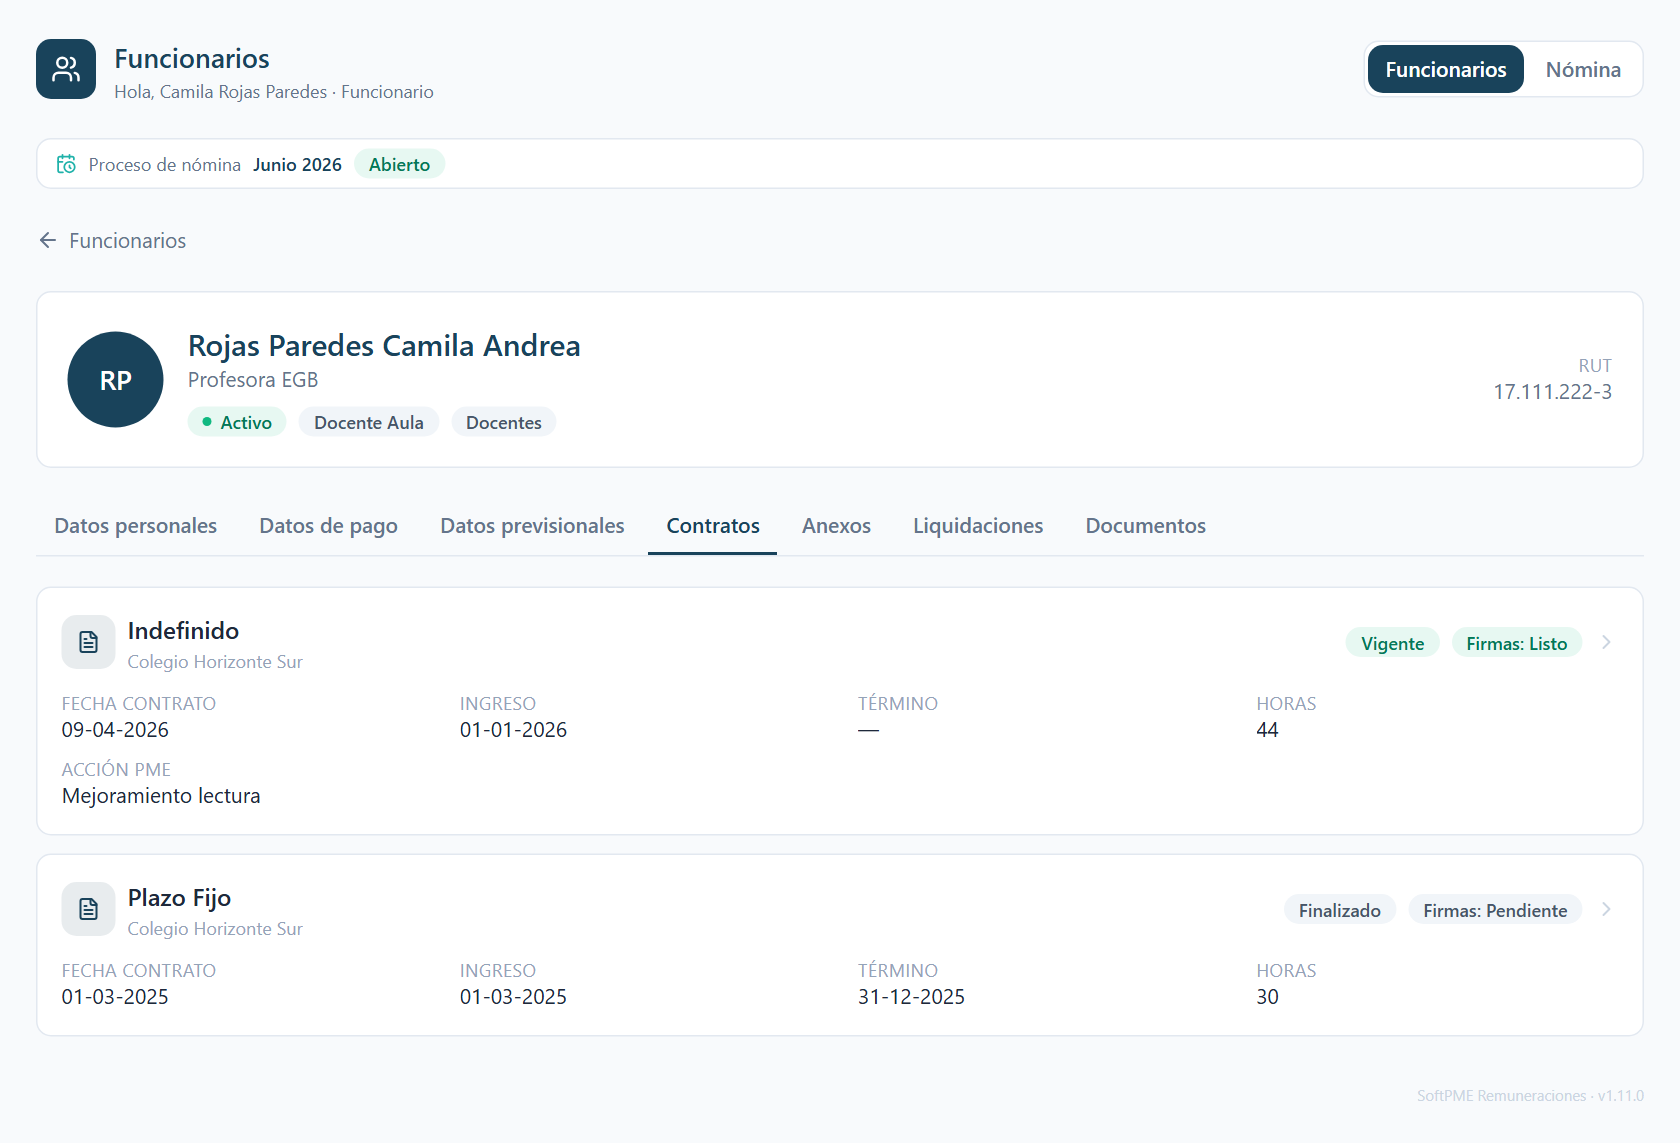 Funcionarios
Hola, Camila Rojas Paredes · Funcionario
Funcionarios
Nómina
Proceso de nómina Junio 2026 Abierto
Funcionarios
RP
Rojas Paredes Camila Andrea
Profesora EGB
Activo
Docente Aula
Docentes
RUT
17.111.222-3
Datos personales
Datos de pago
Datos previsionales
Contratos
Anexos
Liquidaciones
Documentos
Indefinido
Colegio Horizonte Sur
Vigente
Firmas: Listo
FECHA CONTRATO
09-04-2026
INGRESO
01-01-2026
TÉRMINO
—
HORAS
44
ACCIÓN PME
Mejoramiento lectura
Plazo Fijo
Colegio Horizonte Sur
Finalizado
Firmas: Pendiente
FECHA CONTRATO
01-03-2025
INGRESO
01-03-2025
TÉRMINO
31-12-2025
HORAS
30
SoftPME Remuneraciones · v1.11.0